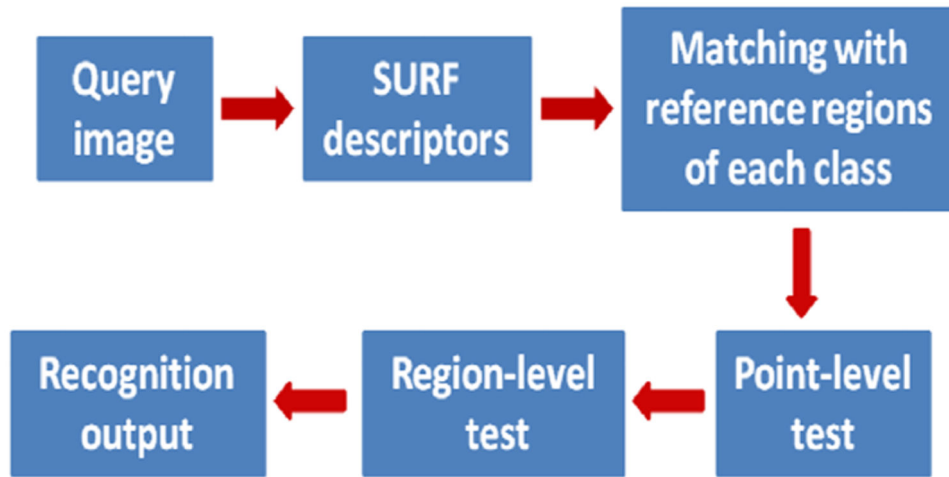 Query
image
SURF
descriptors
Matching with
reference regions
of each class
Point-level
test
Region-level
test
Recognition
output